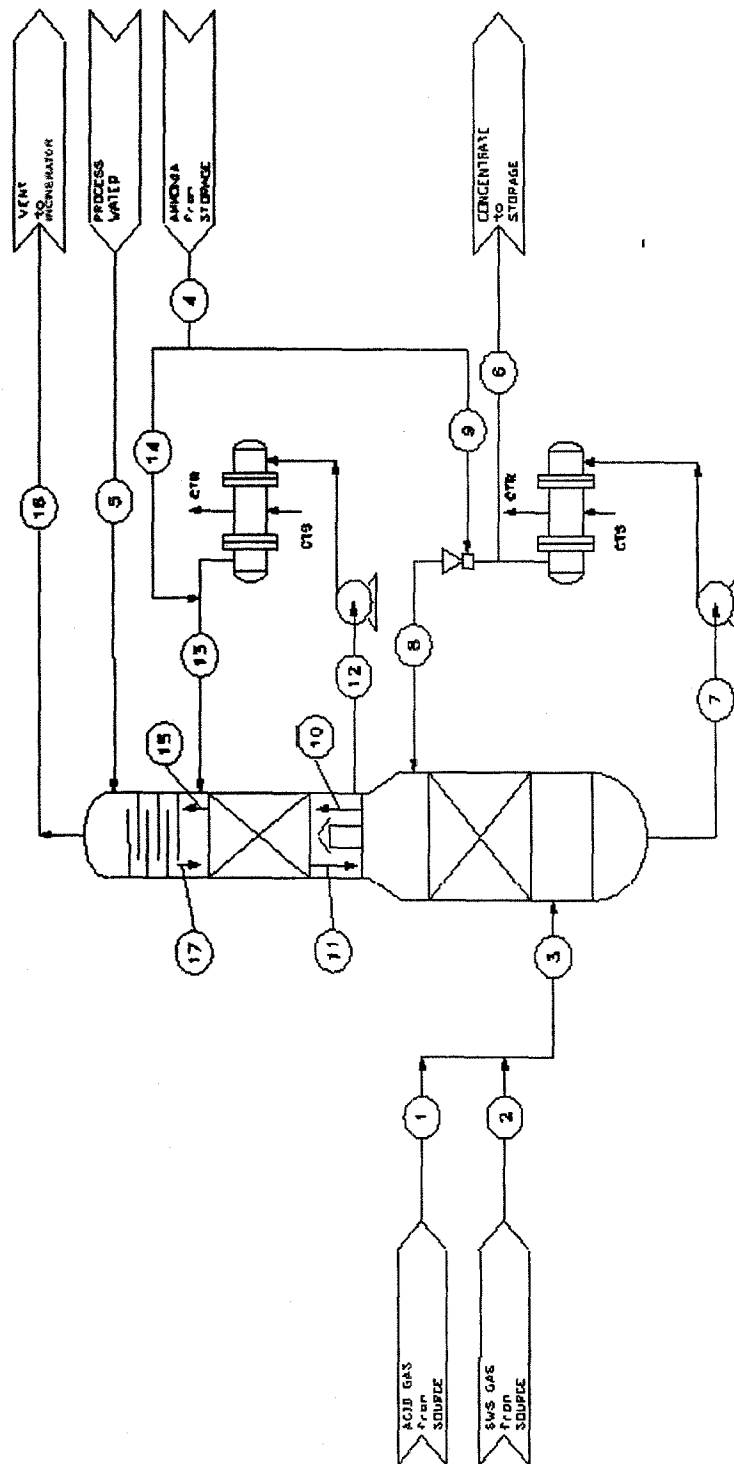 VENT
to
INCINERATOR
PROCESS
WATER
AMMONIA
from
STORAGE
CONCENTRATE
to
STORAGE
4
14
9
6
16
5
CTR
CTS
CTR
CTS
13
8
12
7
15
10
17
11
3
1
2
ACID GAS
from
SOURCE
SWS GAS
from
SOURCE